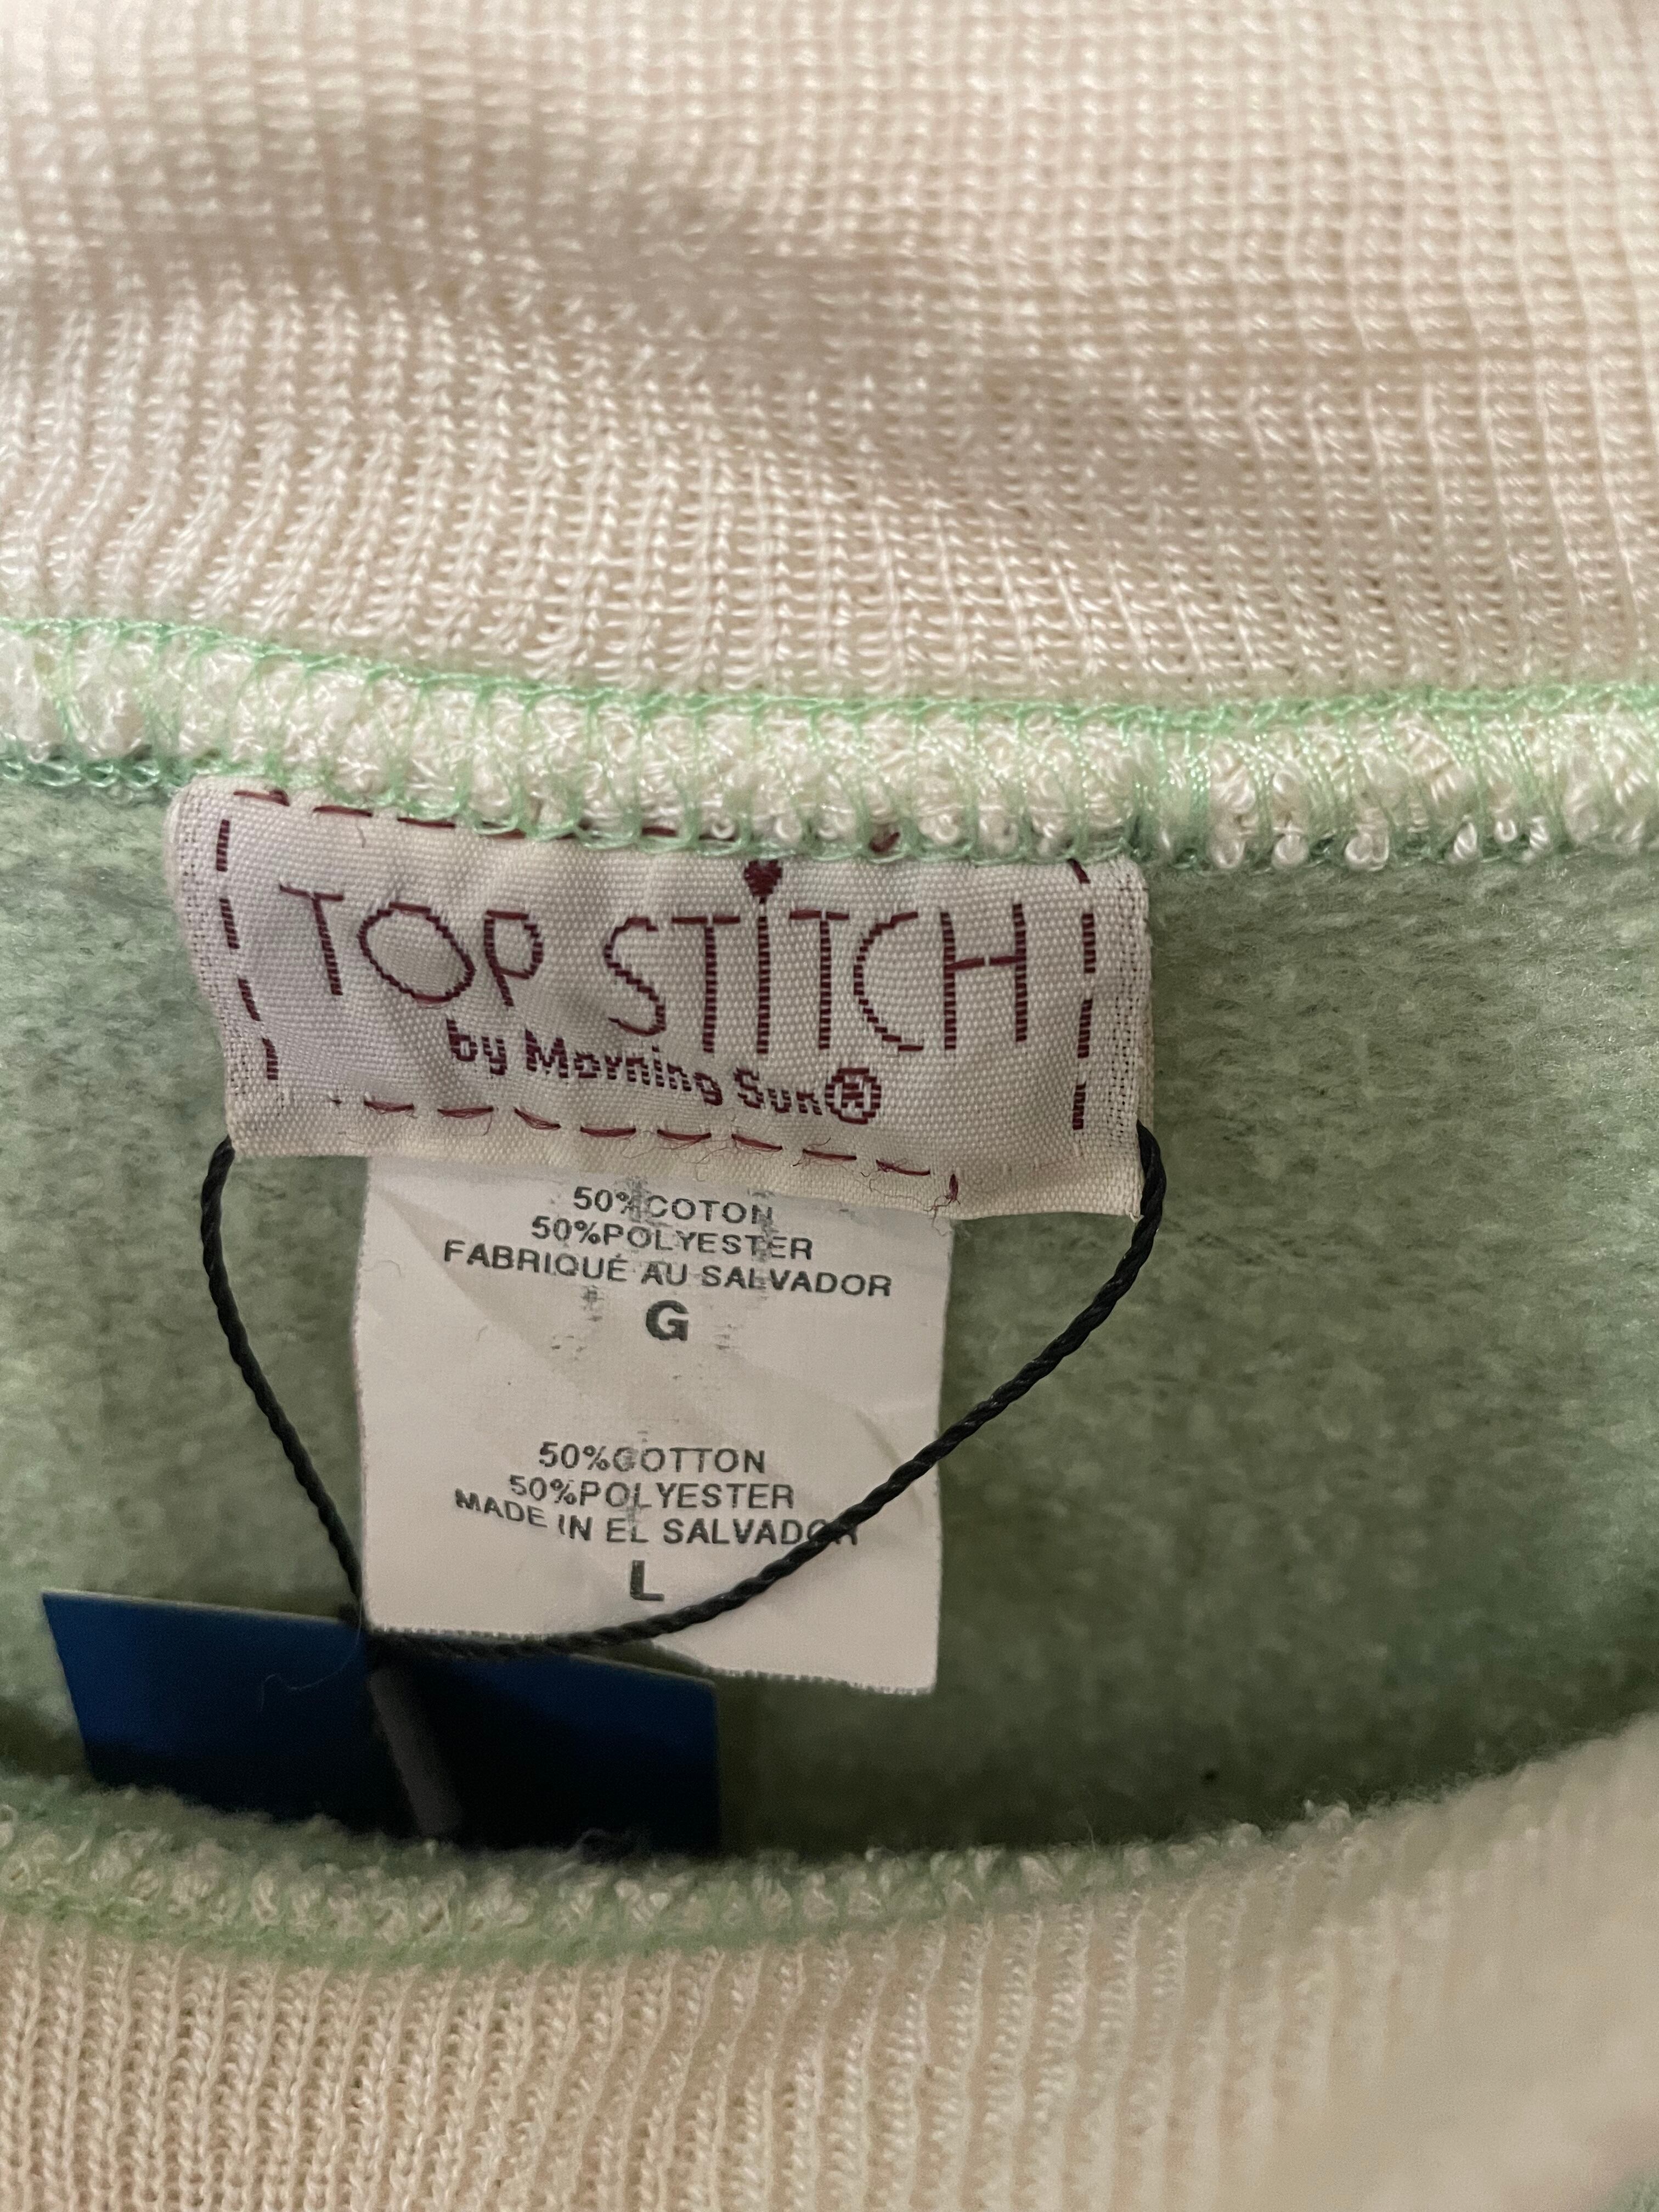 TOP STiTCH
by Morning Sun®
50%COTON
50%POLYESTER
FABRIQUÉ AU SALVADOR
G
50%COTTON
50%POLYESTER
MADE IN EL SALVADOR
L